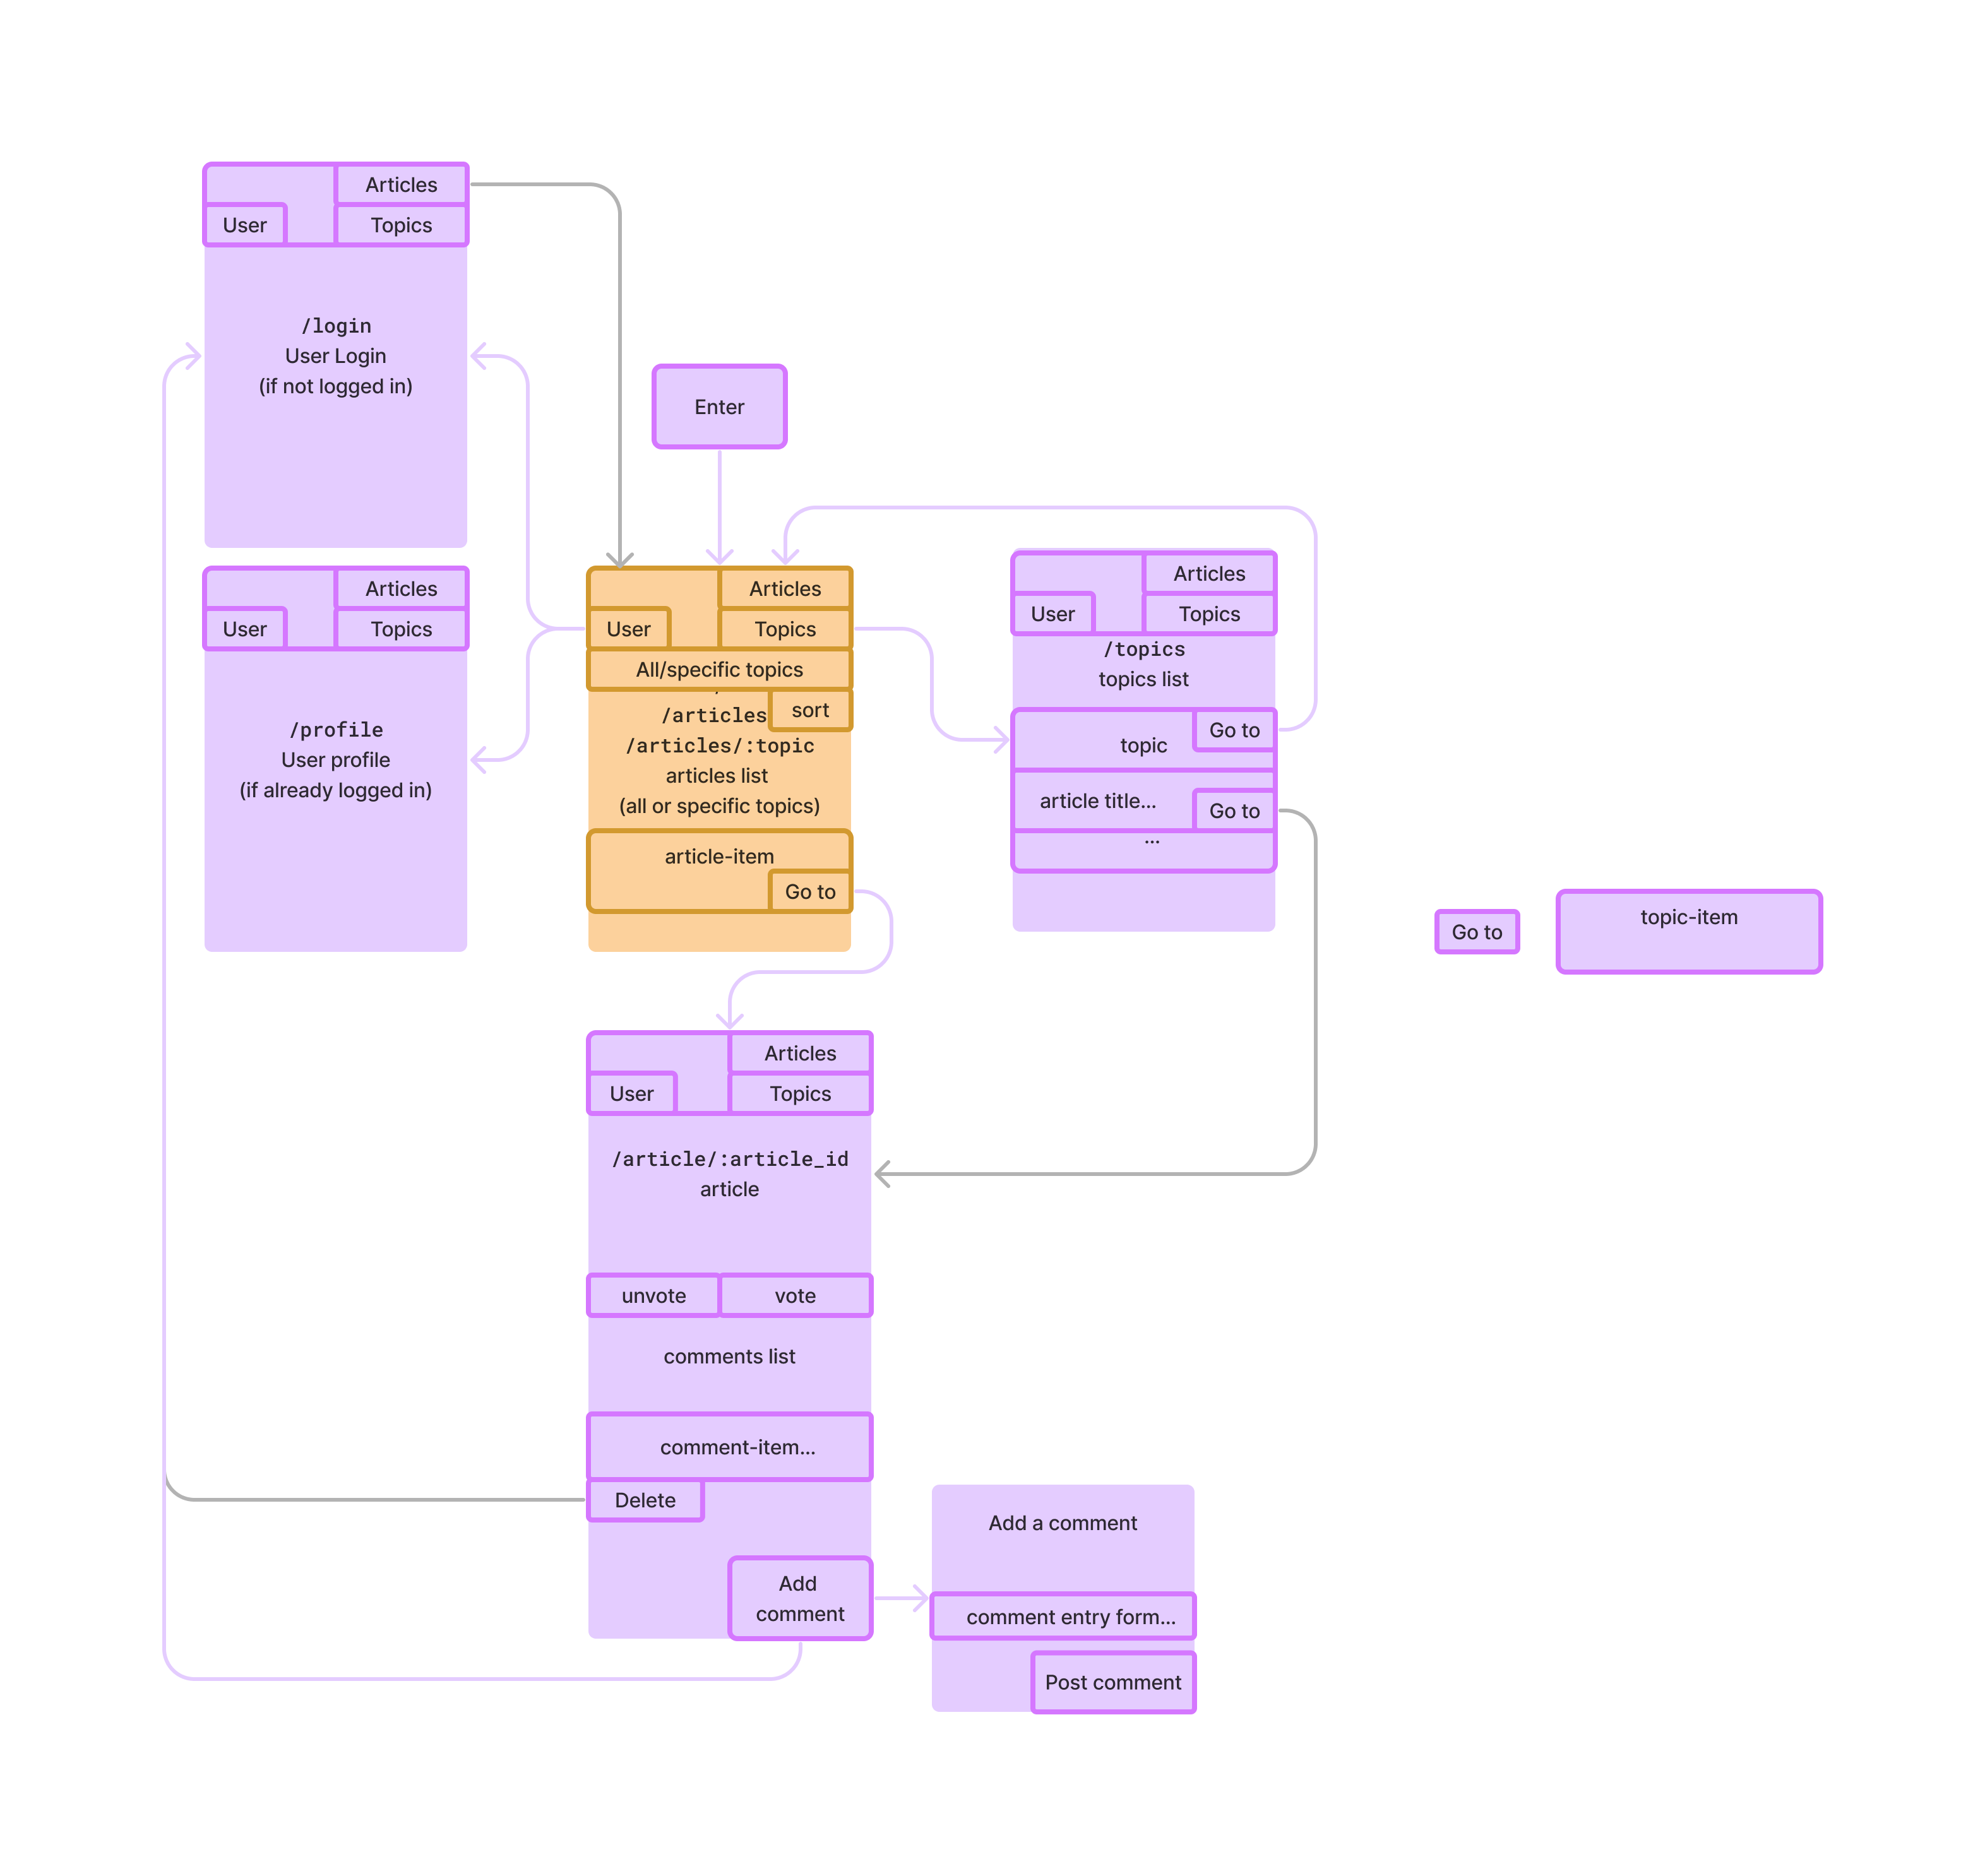 Articles
User
Topics
/login
User Login
(if not logged in)
Enter
Articles
User
Topics
/profile
User profile
(if already logged in)
Articles
User
Topics
All/specific topics
sort
/articles
/articles/:topic
articles list
(all or specific topics)
article-item
Go to
Articles
User
Topics
/topics
topics list
topic
Go to
article title...
Go to
...
Go to
topic-item
Articles
User
Topics
/article/:article_id
article
unvote
vote
comments list
comment-item...
Delete
Add
comment
Add a comment
comment entry form...
Post comment